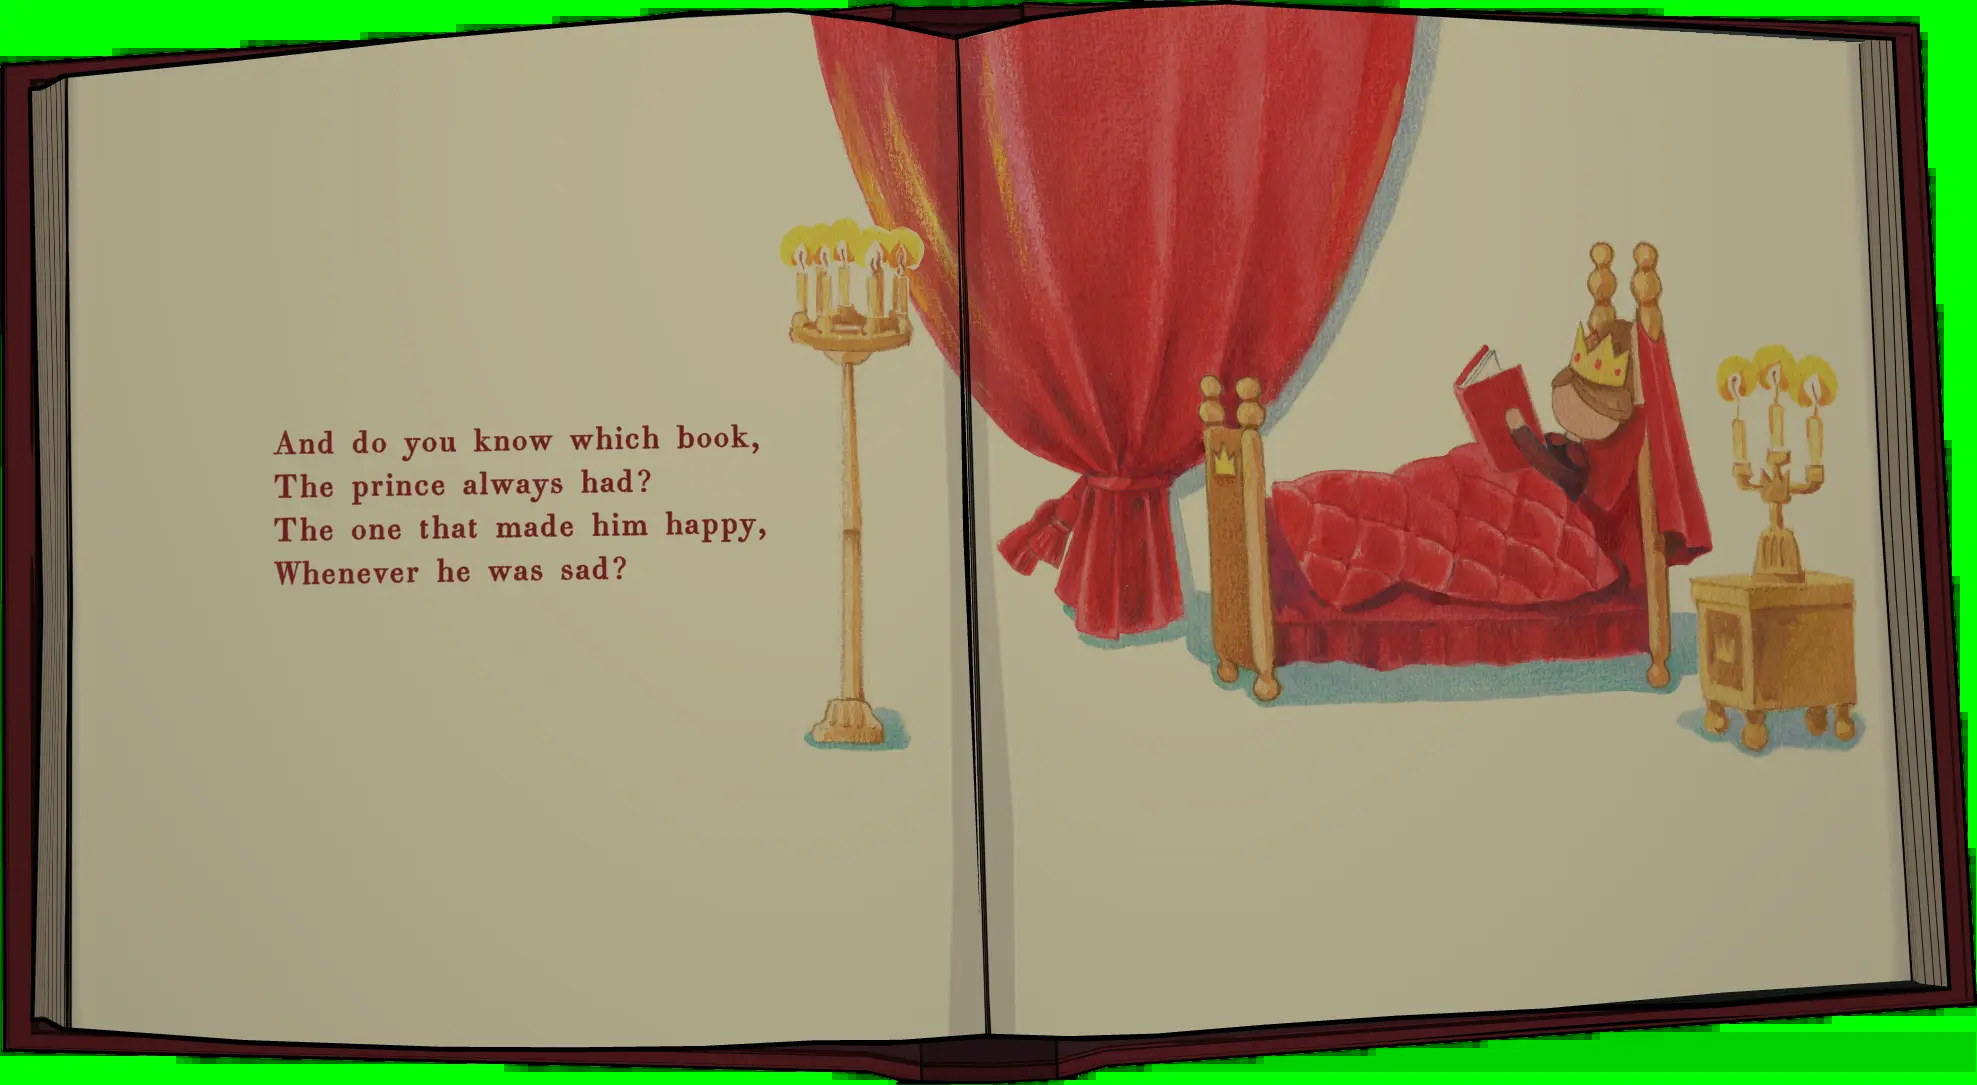 And do you know which book,
The prince always had?
The one that made him happy,
Whenever he was sad?